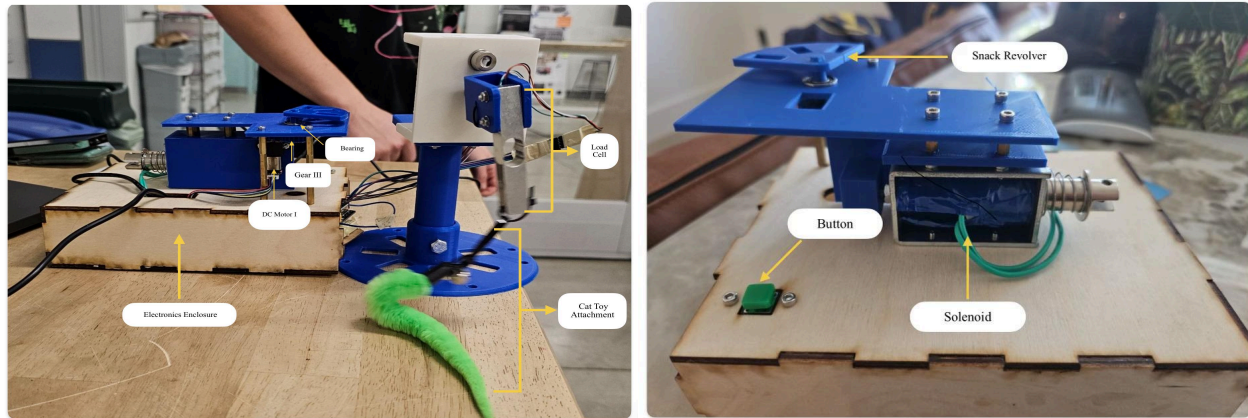 Bearing
Load
Cell
Gear III
DC Motor I
Electronics Enclosure
Cat Toy
Attachment
Snack Revolver
Button
Solenoid